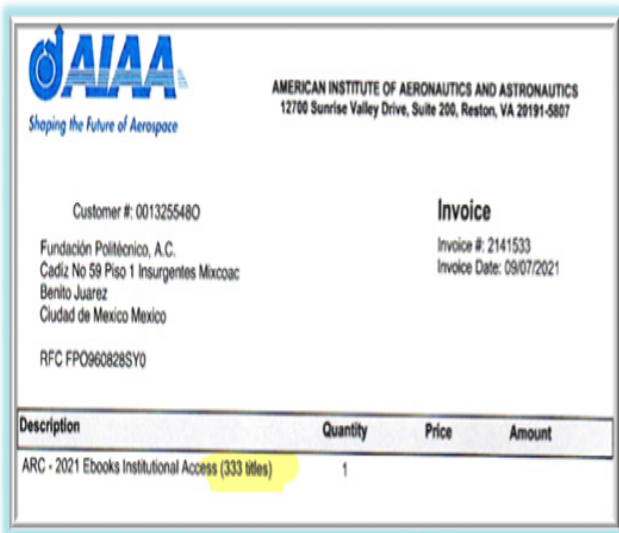 AIAA
Shaping the Future of Aerospace
AMERICAN INSTITUTE OF AERONAUTICS AND ASTRONAUTICS
12700 Sunrise Valley Drive, Suite 200, Reston, VA 20191-5807
Customer #: 001325548O
Invoice
Fundación Politécnico, A.C.
Invoice #: 2141533
Cadiz No 59 Piso 1 Insurgentes Mixcoac
Invoice Date: 09/07/2021
Benito Juarez
Ciudad de Mexico Mexico
RFC FPO960828SY0
Description Quantity Price Amount
ARC - 2021 Ebooks Institutional Access (333 titles) 1